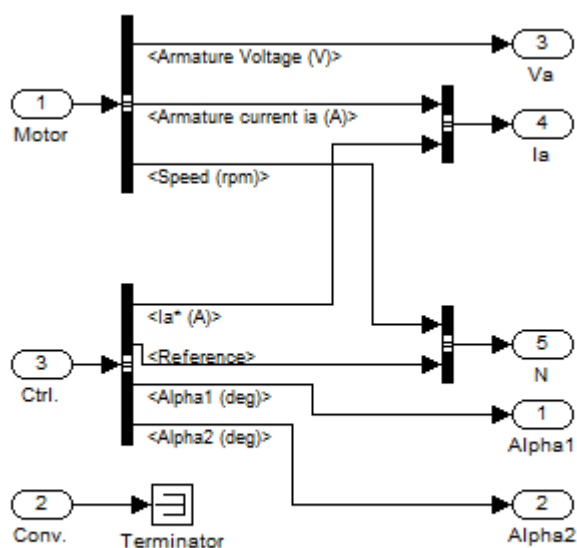 3
<Armature Voltage (V)>
Va
1
<Armature current ia (A)>
4
Motor
Ia
<Speed (rpm)>
<Ia* (A)>
3
<Reference>
5
Ctrl.
N
<Alpha1 (deg)>
1
<Alpha2 (deg)>
Alpha1
2
2
Conv.
Terminator
Alpha2